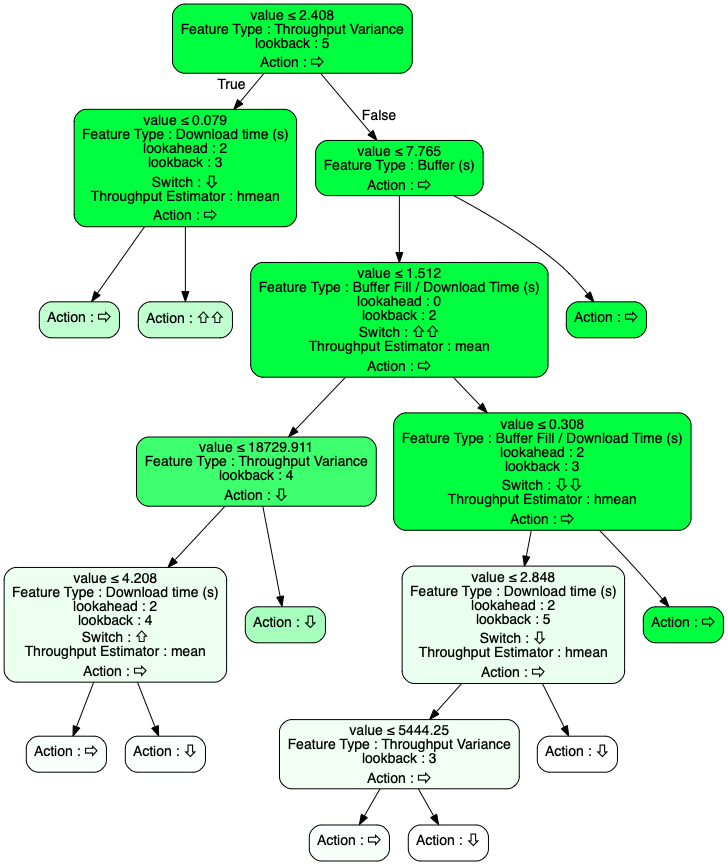 value ≤ 2.408
Feature Type : Throughput Variance
lookback : 5
Action : ⇨
True
False
value ≤ 0.079
Feature Type : Download time (s)
lookahead : 2
lookback : 3
Switch : ⇩
Throughput Estimator : hmean
Action : ⇨
value ≤ 7.765
Feature Type : Buffer (s)
Action : ⇨
Action : ⇨
Action : ⇧⇧
value ≤ 1.512
Feature Type : Buffer Fill / Download Time (s)
lookahead : 0
lookback : 2
Switch : ⇧⇧
Throughput Estimator : mean
Action : ⇨
Action : ⇨
value ≤ 18729.911
Feature Type : Throughput Variance
lookback : 4
Action : ⇩
value ≤ 0.308
Feature Type : Buffer Fill / Download Time (s)
lookahead : 2
lookback : 3
Switch : ⇩⇩
Throughput Estimator : hmean
Action : ⇨
value ≤ 4.208
Feature Type : Download time (s)
lookahead : 2
lookback : 4
Switch : ⇧
Throughput Estimator : mean
Action : ⇨
Action : ⇩
value ≤ 2.848
Feature Type : Download time (s)
lookahead : 2
lookback : 5
Switch : ⇩
Throughput Estimator : hmean
Action : ⇨
Action : ⇨
Action : ⇨
Action : ⇩
value ≤ 5444.25
Feature Type : Throughput Variance
lookback : 3
Action : ⇨
Action : ⇩
Action : ⇨
Action : ⇩